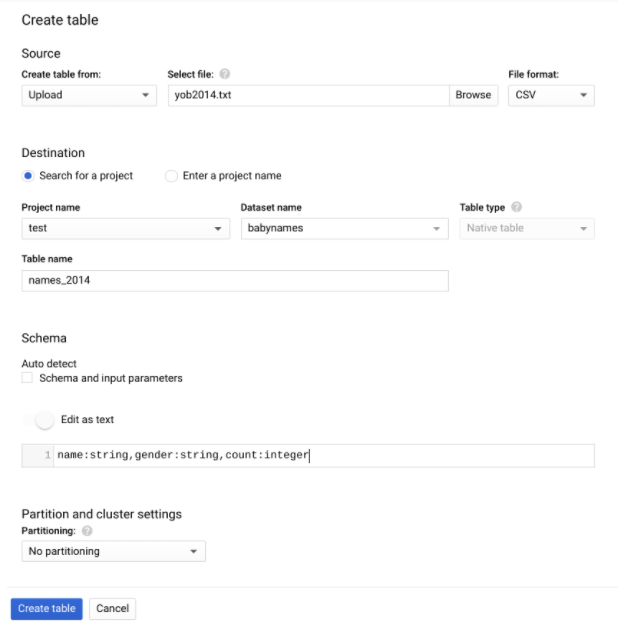 Create table
Source
Create table from: Select file: ? File format:
Upload yob2014.txt Browse CSV
Destination
Search for a project Enter a project name
Project name Dataset name Table type ?
test babynames Native table
Table name
names_2014
Schema
Auto detect
Schema and input parameters
Edit as text
1 name:string,gender:string,count:integer
Partition and cluster settings
Partitioning: ?
No partitioning
Create table Cancel